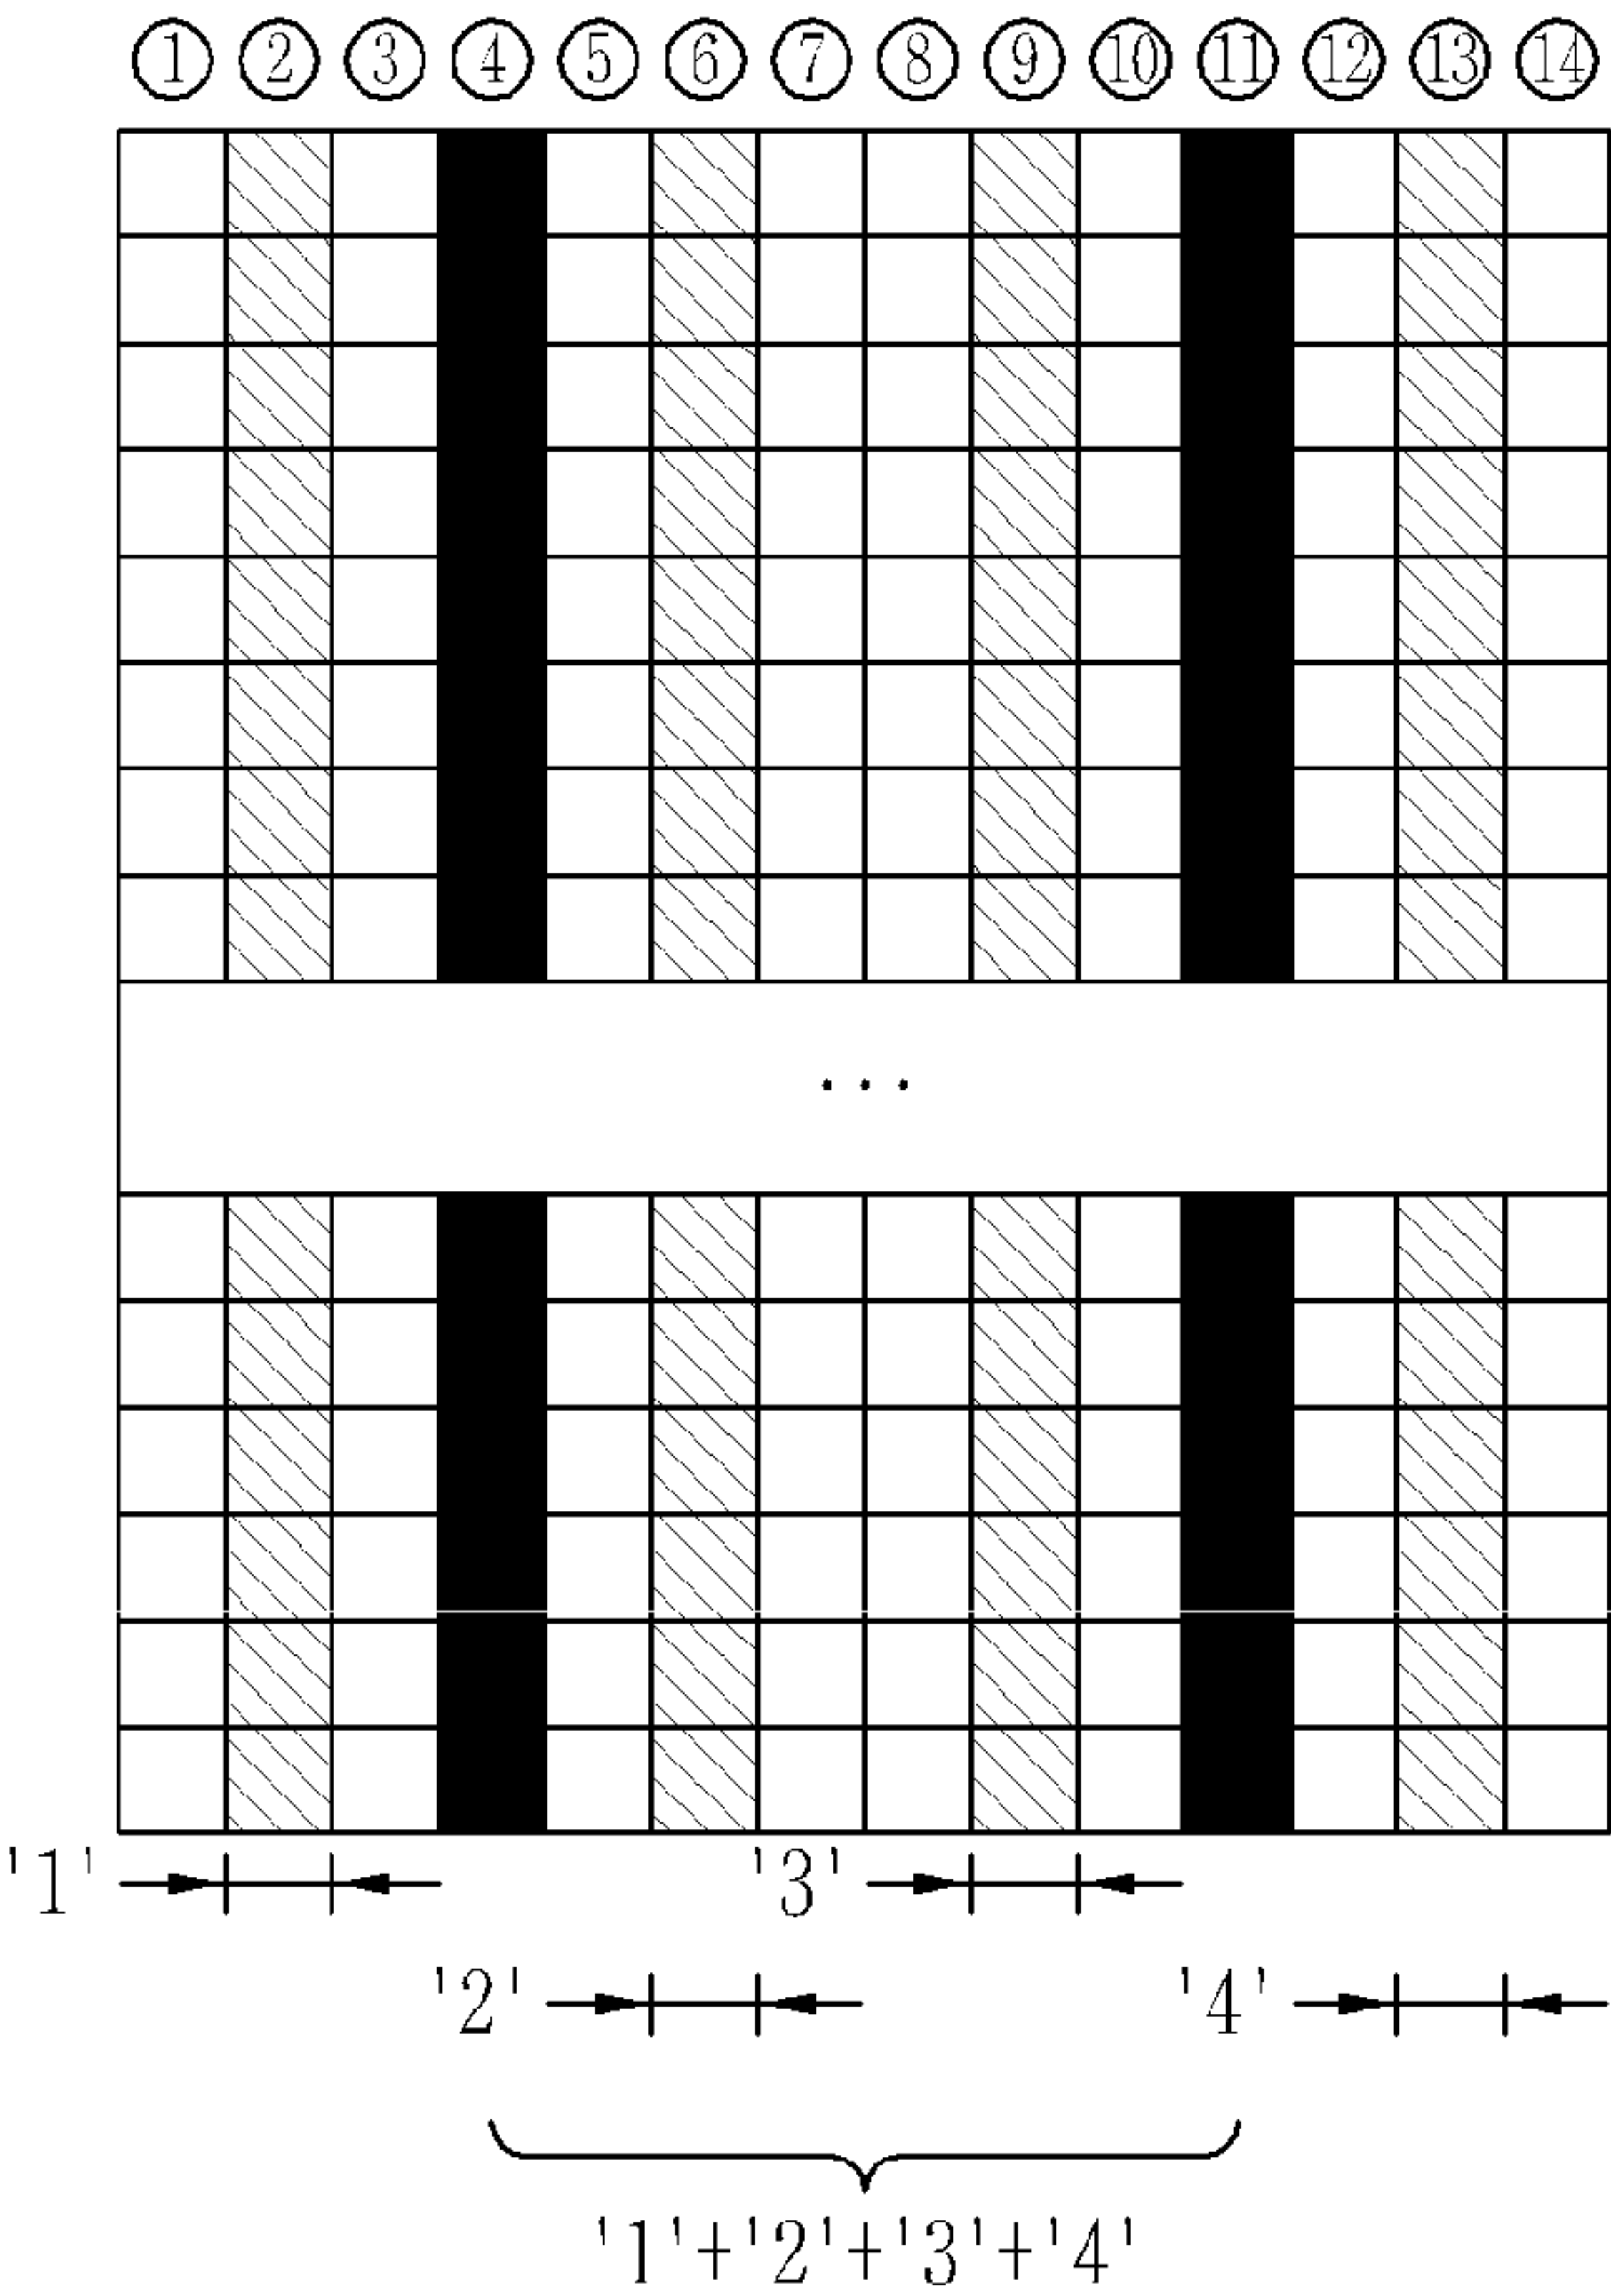 ① ② ③ ④ ⑤ ⑥ ⑦ ⑧ ⑨ ⑩ ⑪ ⑫ ⑬ ⑭
...
'1' '3'
'2' '4'
'1'+'2'+'3'+'4'